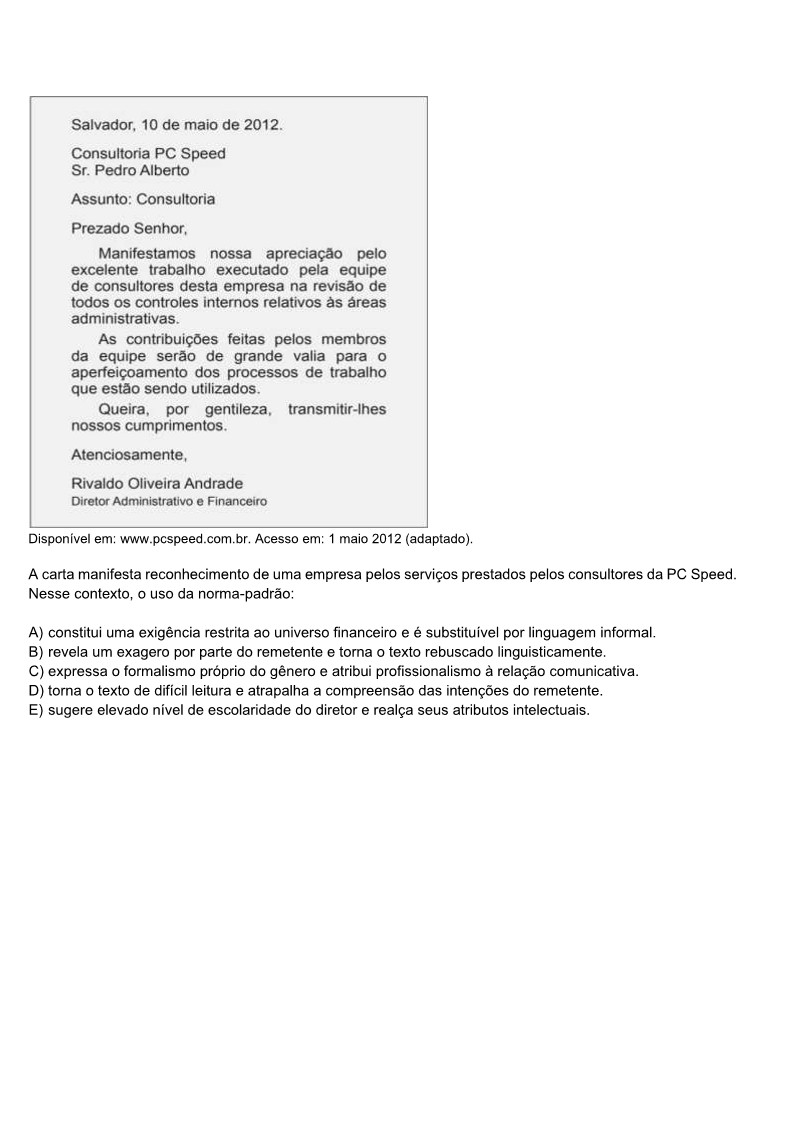 Salvador, 10 de maio de 2012.
Consultoria PC Speed
Sr. Pedro Alberto
Assunto: Consultoria
Prezado Senhor,
Manifestamos nossa apreciação pelo
excelente trabalho executado pela equipe
de consultores desta empresa na revisão de
todos os controles internos relativos às áreas
administrativas.
As contribuições feitas pelos membros
da equipe serão de grande valia para o
aperfeiçoamento dos processos de trabalho
que estão sendo utilizados.
Queira, por gentileza, transmitir-lhes
nossos cumprimentos.
Atenciosamente,
Rivaldo Oliveira Andrade
Diretor Administrativo e Financeiro
Disponível em: www.pcspeed.com.br. Acesso em: 1 maio 2012 (adaptado).
A carta manifesta reconhecimento de uma empresa pelos serviços prestados pelos consultores da PC Speed.
Nesse contexto, o uso da norma-padrão:
A) constitui uma exigência restrita ao universo financeiro e é substituível por linguagem informal.
B) revela um exagero por parte do remetente e torna o texto rebuscado linguisticamente.
C) expressa o formalismo próprio do gênero e atribui profissionalismo à relação comunicativa.
D) torna o texto de difícil leitura e atrapalha a compreensão das intenções do remetente.
E) sugere elevado nível de escolaridade do diretor e realça seus atributos intelectuais.